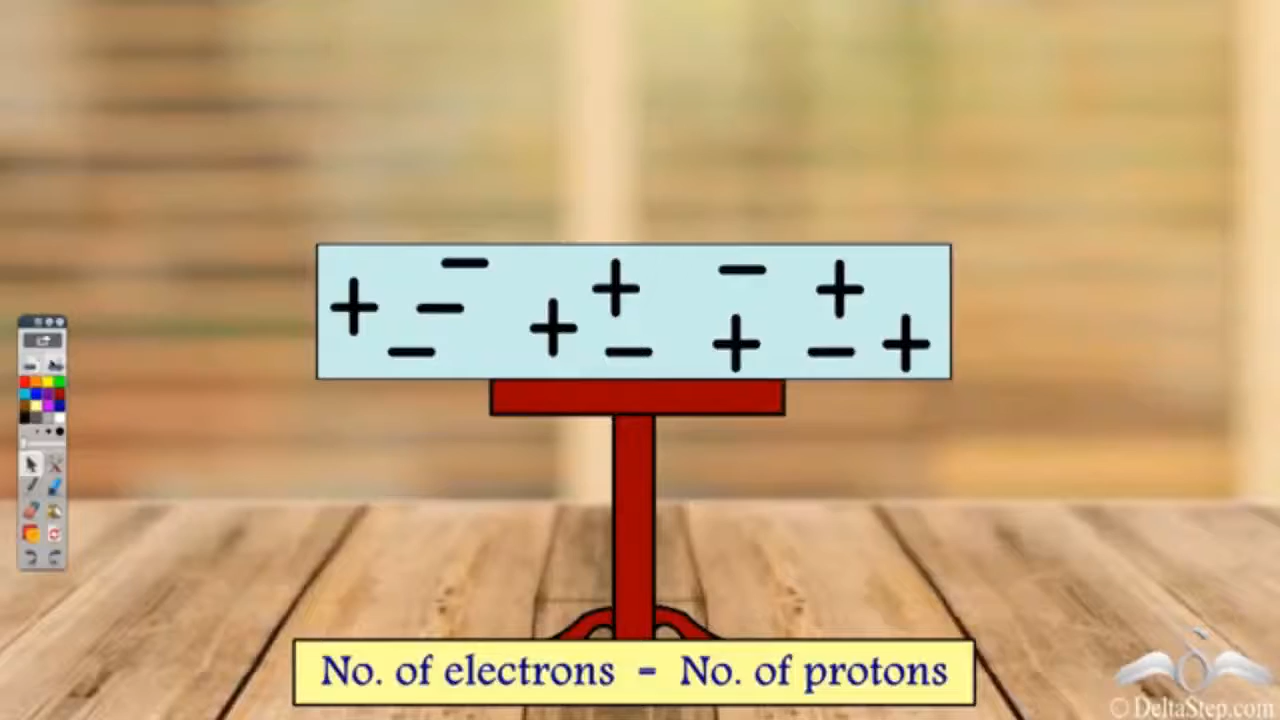 + − − − + + − − + + − +
No. of electrons - No. of protons
© DeltaStep.com